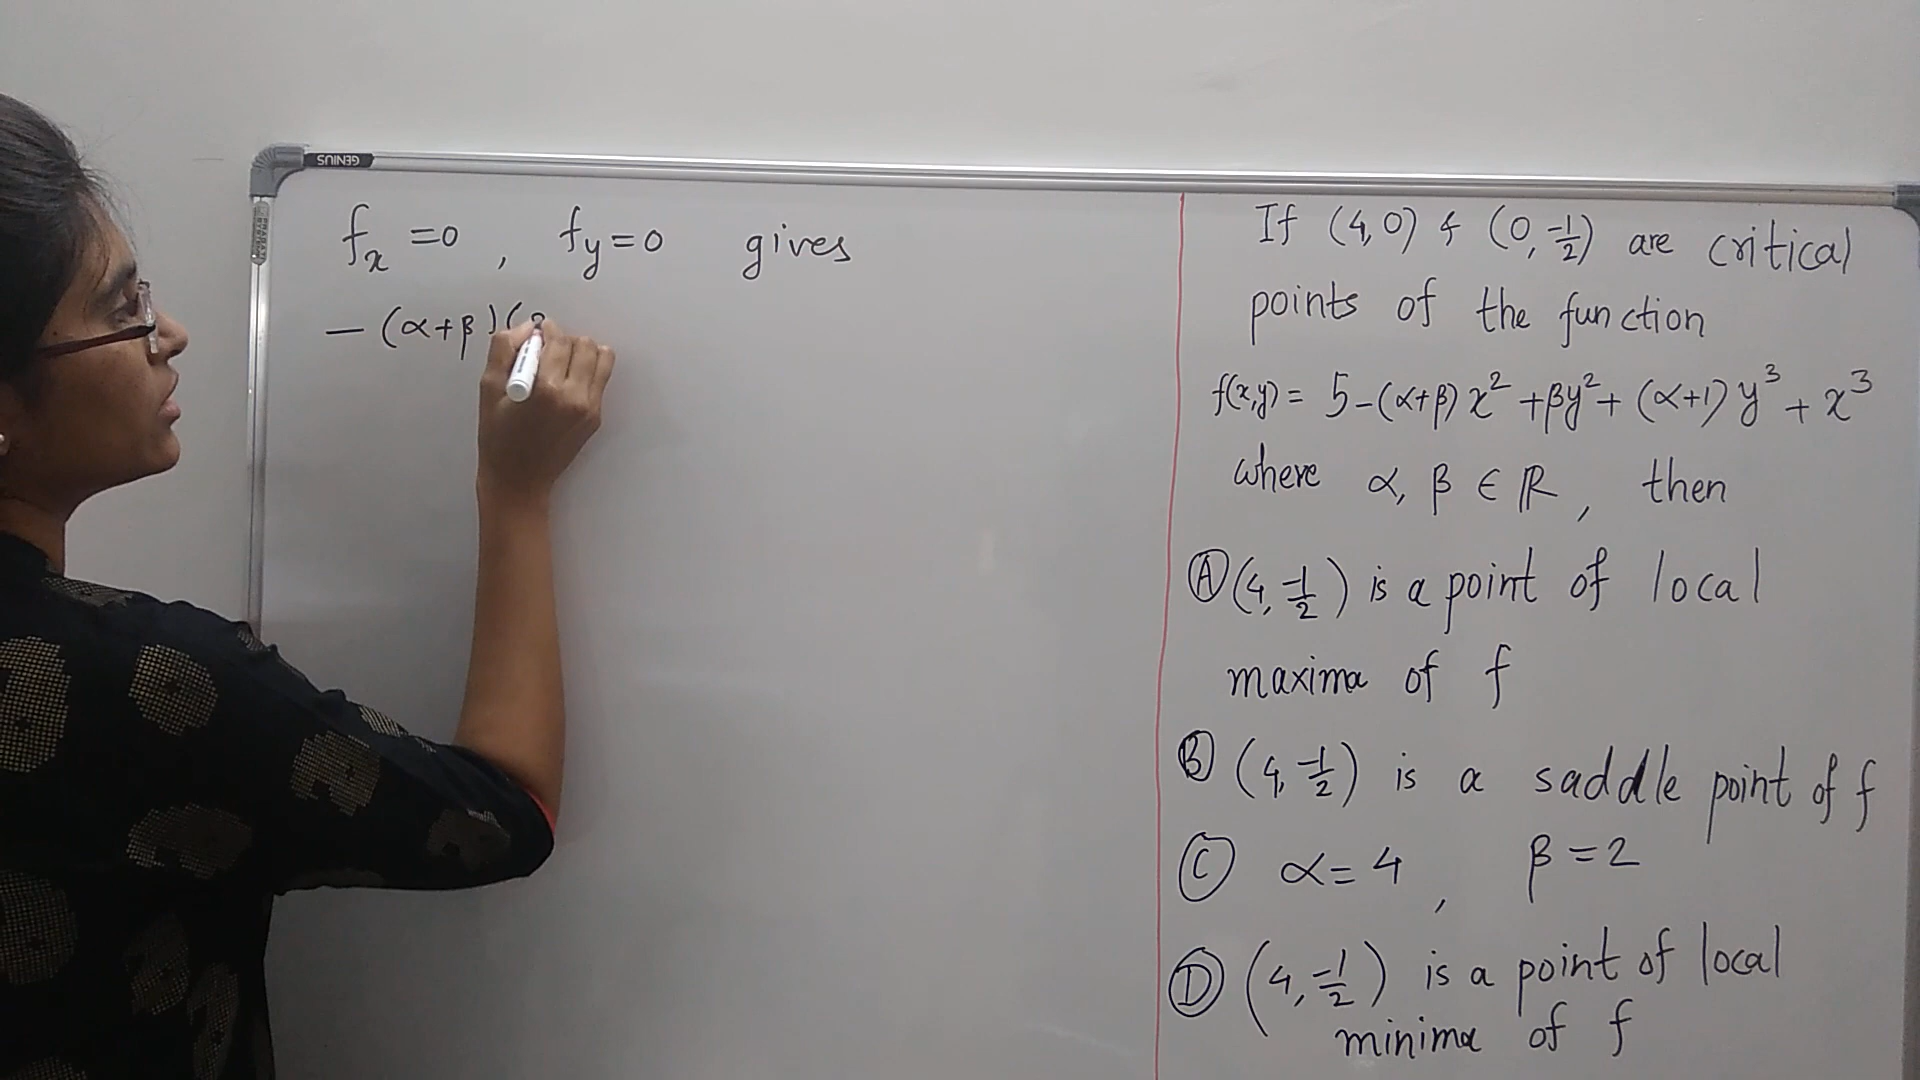 GENIUS
f_x =0 , f_y=0 gives
— (α+β)(2
If (4,0) & (0,-1/2) are critical
points of the function
f(x,y)= 5-(α+β) x² +βy²+ (α+1) y³ + x³
where α, β ∈ ℝ , then
Ⓐ (4, -1/2) is a point of local
maxima of f
Ⓑ (4, -1/2) is a saddle point of f
Ⓒ α=4 , β=2
Ⓓ (4, -1/2) is a point of local
minima of f